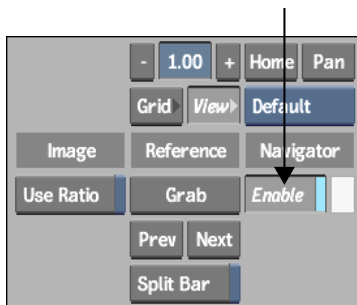 - 1.00 + Home Pan
Grid View Default
Image Reference Navigator
Use Ratio Grab Enable
Prev Next
Split Bar